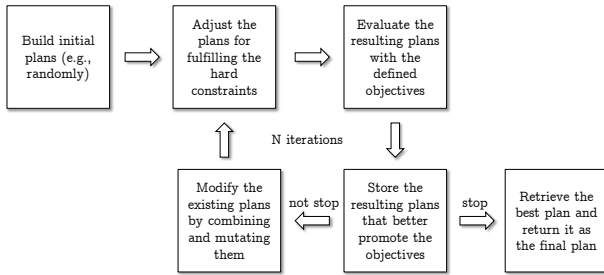 Build initial
plans (e.g.,
randomly)
Adjust the
plans for
fulfilling the
hard
constraints
Evaluate the
resulting plans
with the
defined
objectives
N iterations
Modify the
existing plans
by combining
and mutating
them
not stop
Store the
resulting plans
that better
promote the
objectives
stop
Retrieve the
best plan and
return it as
the final plan